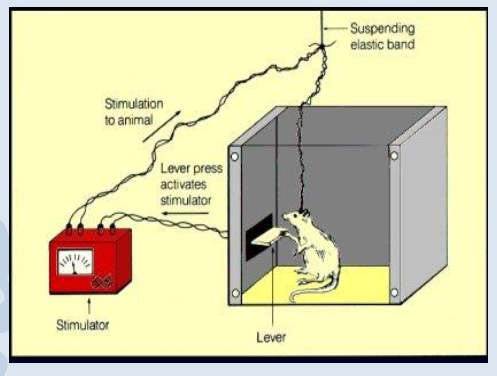 Suspending
elastic band
Stimulation
to animal
Lever press
activates
stimulator
Stimulator
Lever